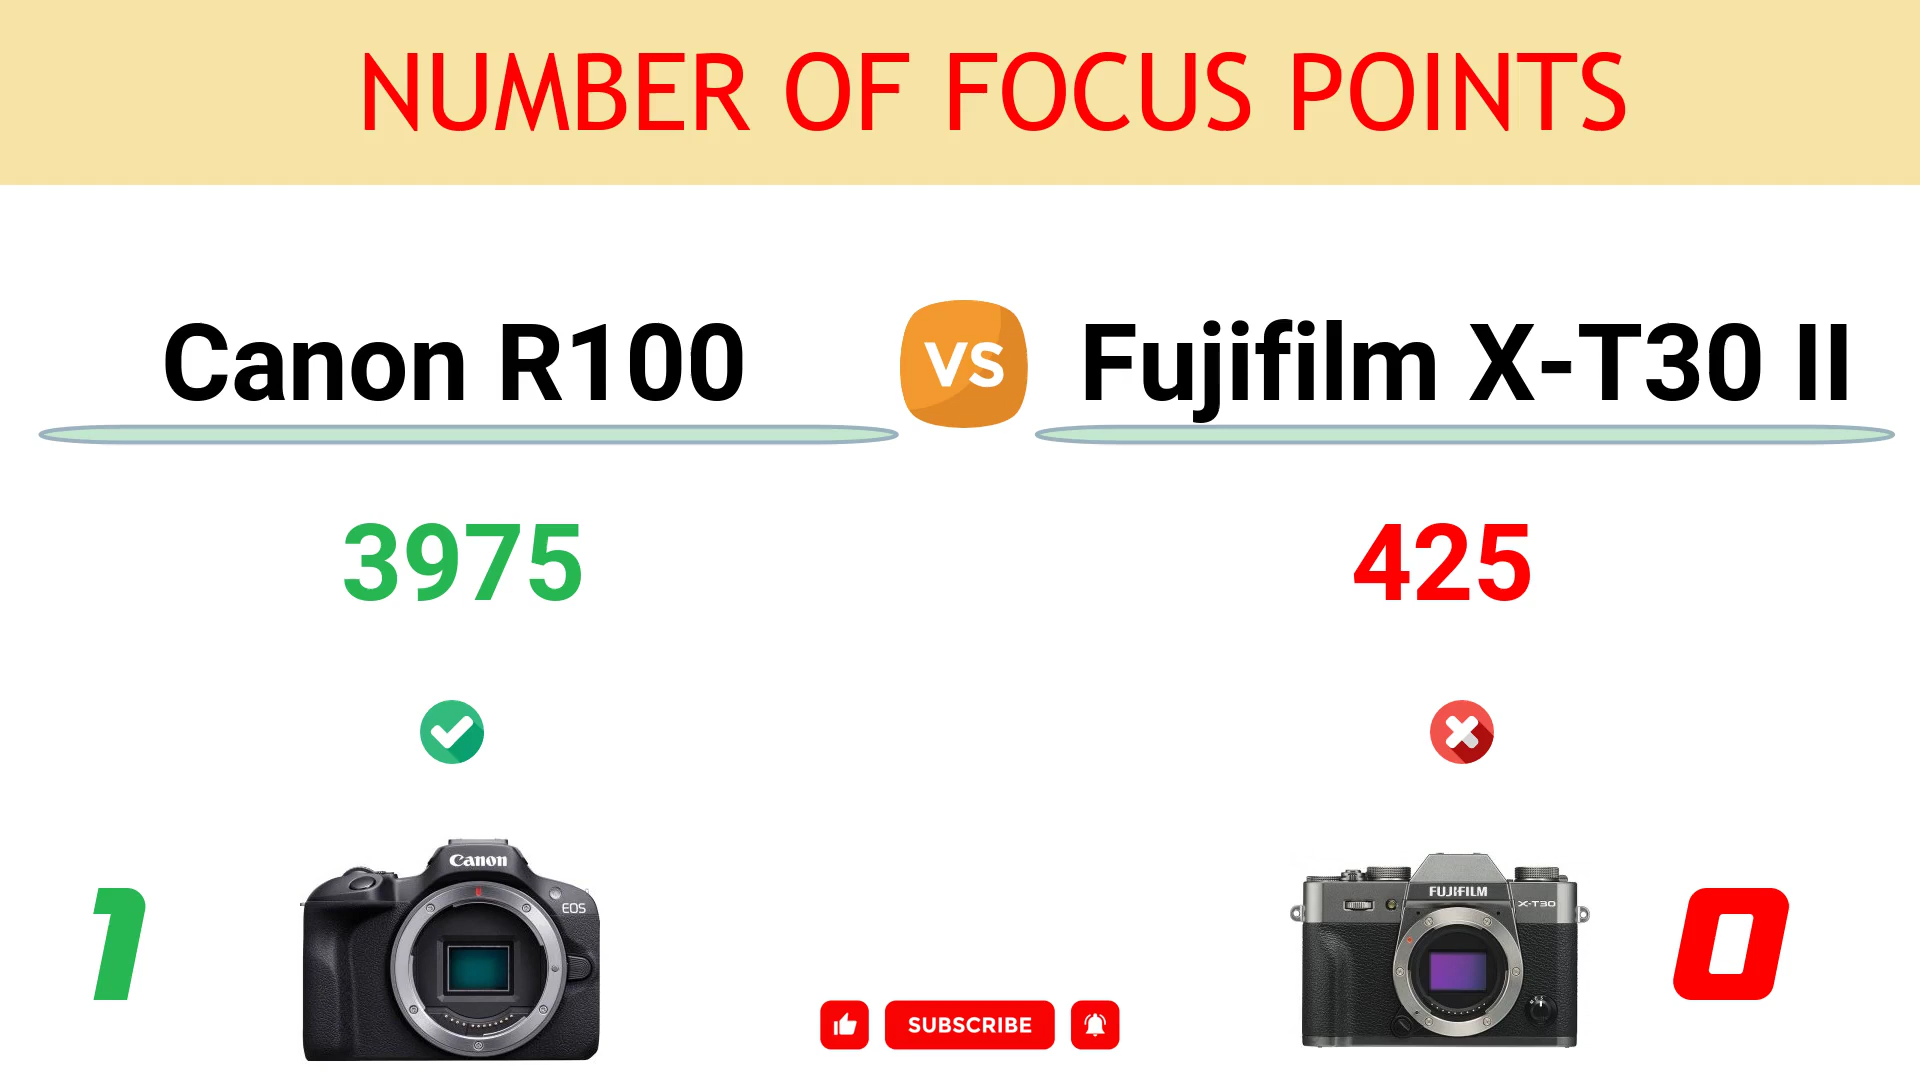 NUMBER OF FOCUS POINTS
Canon R100
VS
Fujifilm X-T30 II
3975
425
1
Canon
EOS
FUJIFILM
X-T30
0
SUBSCRIBE